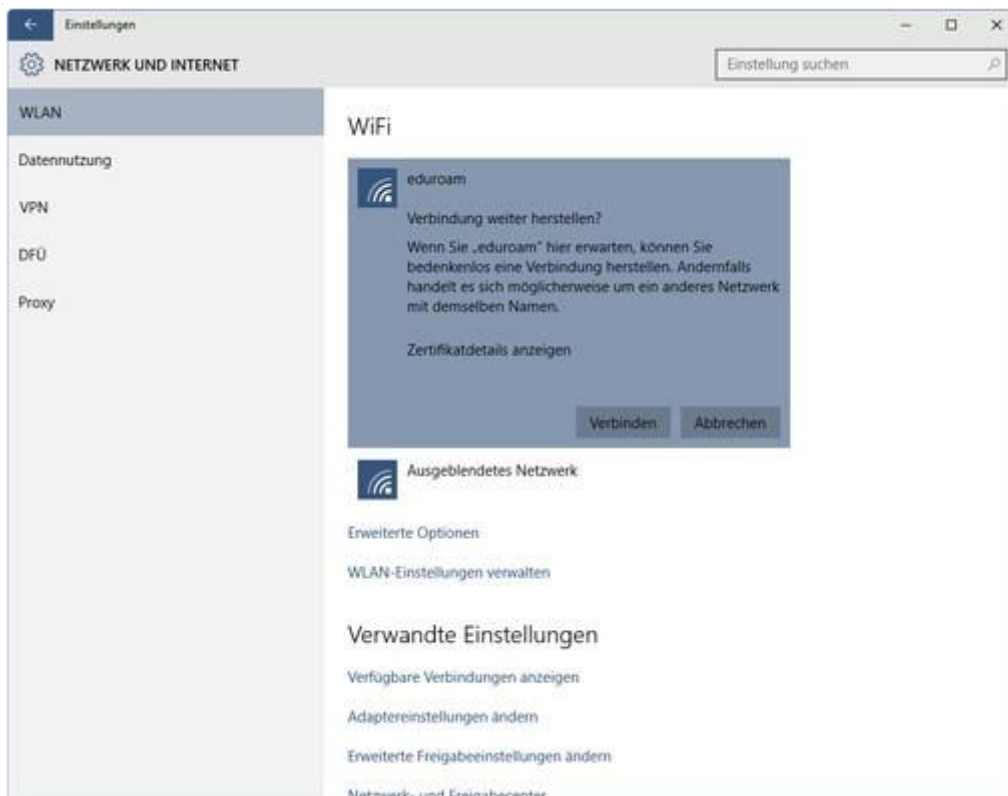 Einstellungen
NETZWERK UND INTERNET
Einstellung suchen
WLAN
Datennutzung
VPN
DFÜ
Proxy
WiFi
eduroam
Verbindung weiter herstellen?
Wenn Sie „eduroam" hier erwarten, können Sie
bedenkenlos eine Verbindung herstellen. Andernfalls
handelt es sich möglicherweise um ein anderes Netzwerk
mit demselben Namen.
Zertifikatdetails anzeigen
Verbinden Abbrechen
Ausgeblendetes Netzwerk
Erweiterte Optionen
WLAN-Einstellungen verwalten
Verwandte Einstellungen
Verfügbare Verbindungen anzeigen
Adaptereinstellungen ändern
Erweiterte Freigabeeinstellungen ändern
Netzwerk- und Freigabecenter